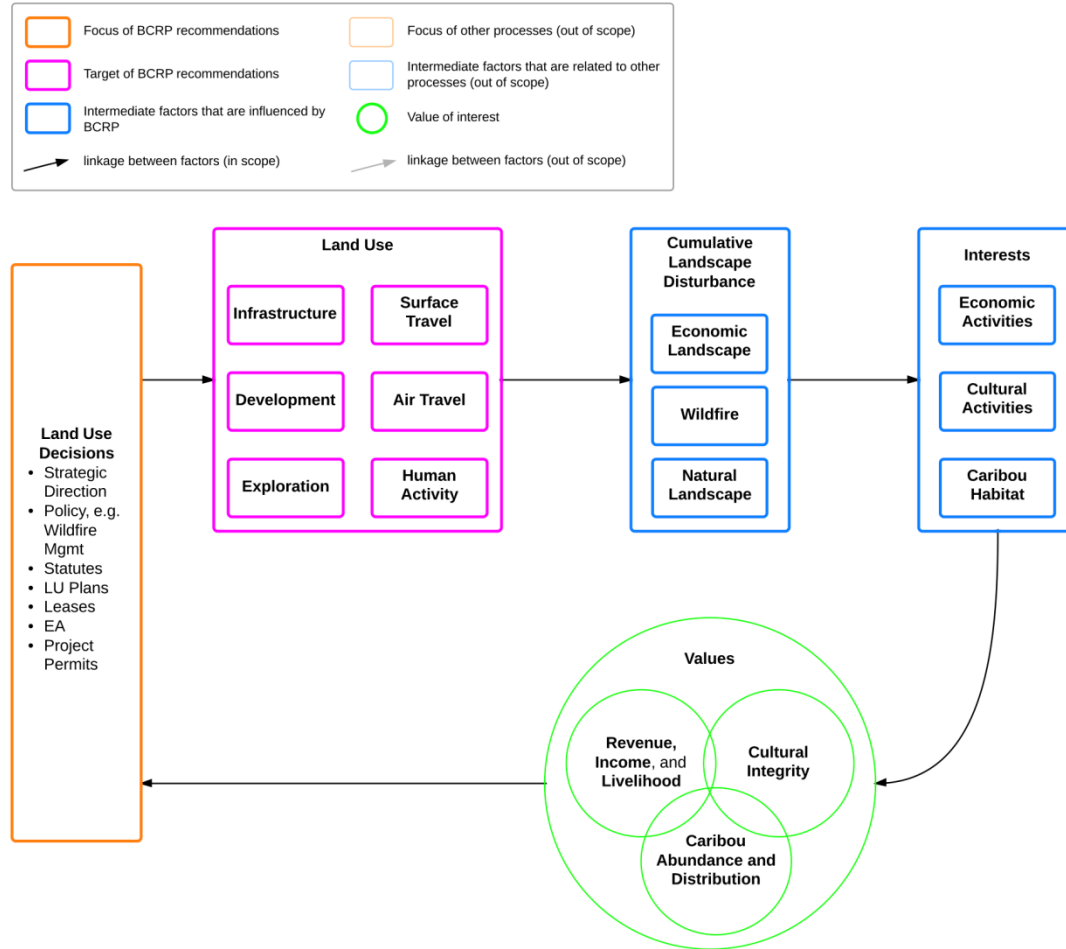 Focus of BCRP recommendations
Focus of other processes (out of scope)
Target of BCRP recommendations
Intermediate factors that are related to other
processes (out of scope)
Intermediate factors that are influenced by
BCRP
Value of interest
linkage between factors (in scope)
linkage between factors (out of scope)
Land Use
Decisions
• Strategic
Direction
• Policy, e.g.
Wildfire
Mgmt
• Statutes
• LU Plans
• Leases
• EA
• Project
Permits
Land Use
Infrastructure
Surface
Travel
Development
Air Travel
Exploration
Human
Activity
Cumulative
Landscape
Disturbance
Economic
Landscape
Wildfire
Natural
Landscape
Interests
Economic
Activities
Cultural
Activities
Caribou
Habitat
Values
Revenue,
Income, and
Livelihood
Cultural
Integrity
Caribou
Abundance and
Distribution